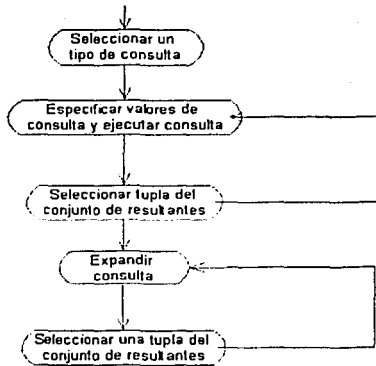 Seleccionar un
tipo de consulta
Especificar valores de
consulta y ejecutar consulta
Seleccionar tupla del
conjunto de resultantes
Expandir
consulta
Seleccionar una tupla del
conjunto de resultantes